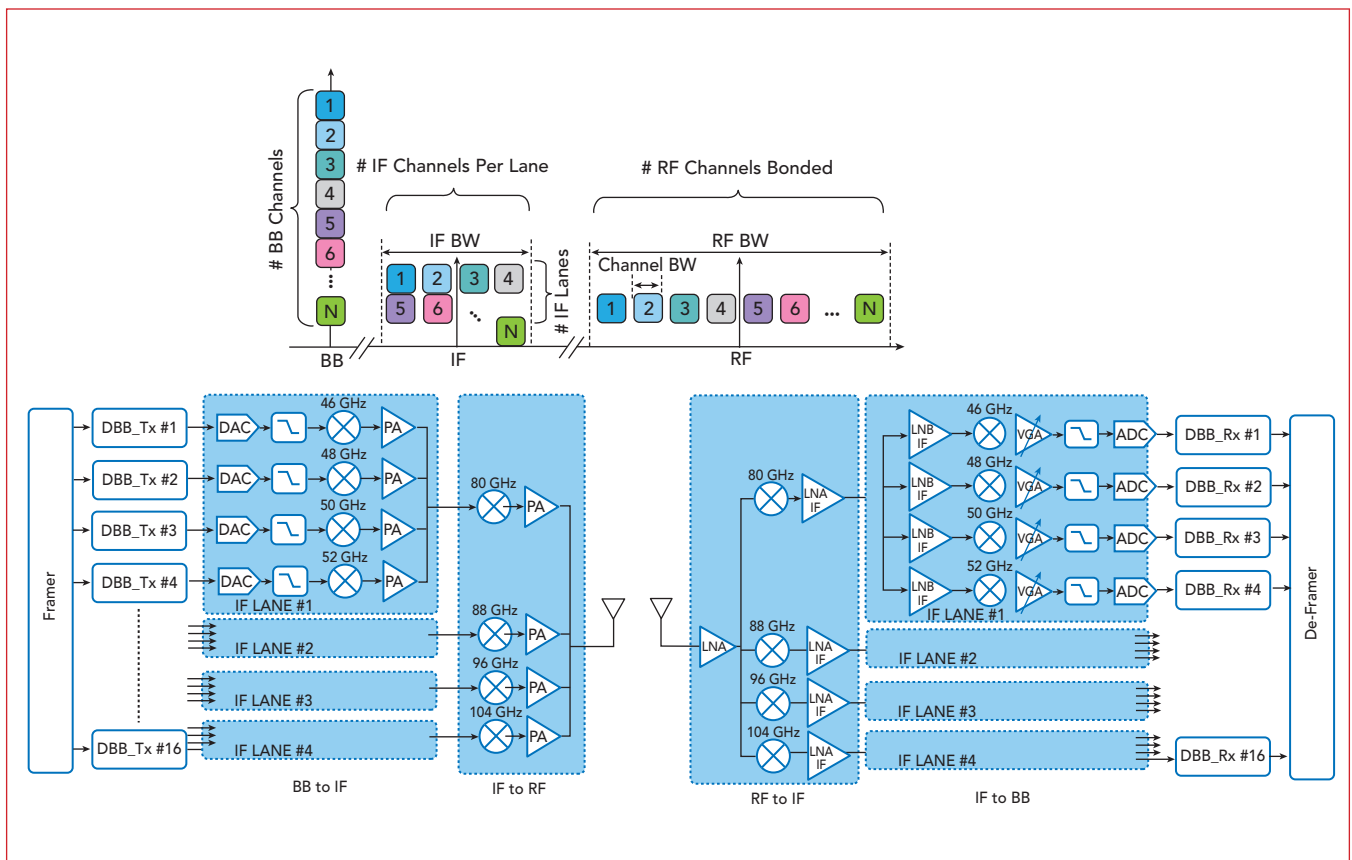 # BB Channels
1
2
3
4
5
6
N
BB
# IF Channels Per Lane
IF BW
1
2
3
4
5
6
N
# IF Lanes
IF
# RF Channels Bonded
RF BW
Channel BW
1
2
3
4
5
6
...
N
RF
Framer
DBB_Tx #1
DBB_Tx #2
DBB_Tx #3
DBB_Tx #4
DBB_Tx #16
46 GHz
DAC
PA
48 GHz
DAC
PA
50 GHz
DAC
PA
52 GHz
DAC
PA
IF LANE #1
IF LANE #2
IF LANE #3
IF LANE #4
BB to IF
80 GHz
PA
88 GHz
PA
96 GHz
PA
104 GHz
PA
IF to RF
LNA
80 GHz
LNA
IF
88 GHz
LNA
IF
96 GHz
LNA
IF
104 GHz
LNA
IF
RF to IF
46 GHz
LNB
IF
VGA
ADC
48 GHz
LNB
IF
VGA
ADC
50 GHz
LNB
IF
VGA
ADC
52 GHz
LNB
IF
VGA
ADC
IF LANE #1
IF LANE #2
IF LANE #3
IF LANE #4
IF to BB
DBB_Rx #1
DBB_Rx #2
DBB_Rx #3
DBB_Rx #4
DBB_Rx #16
De-Framer